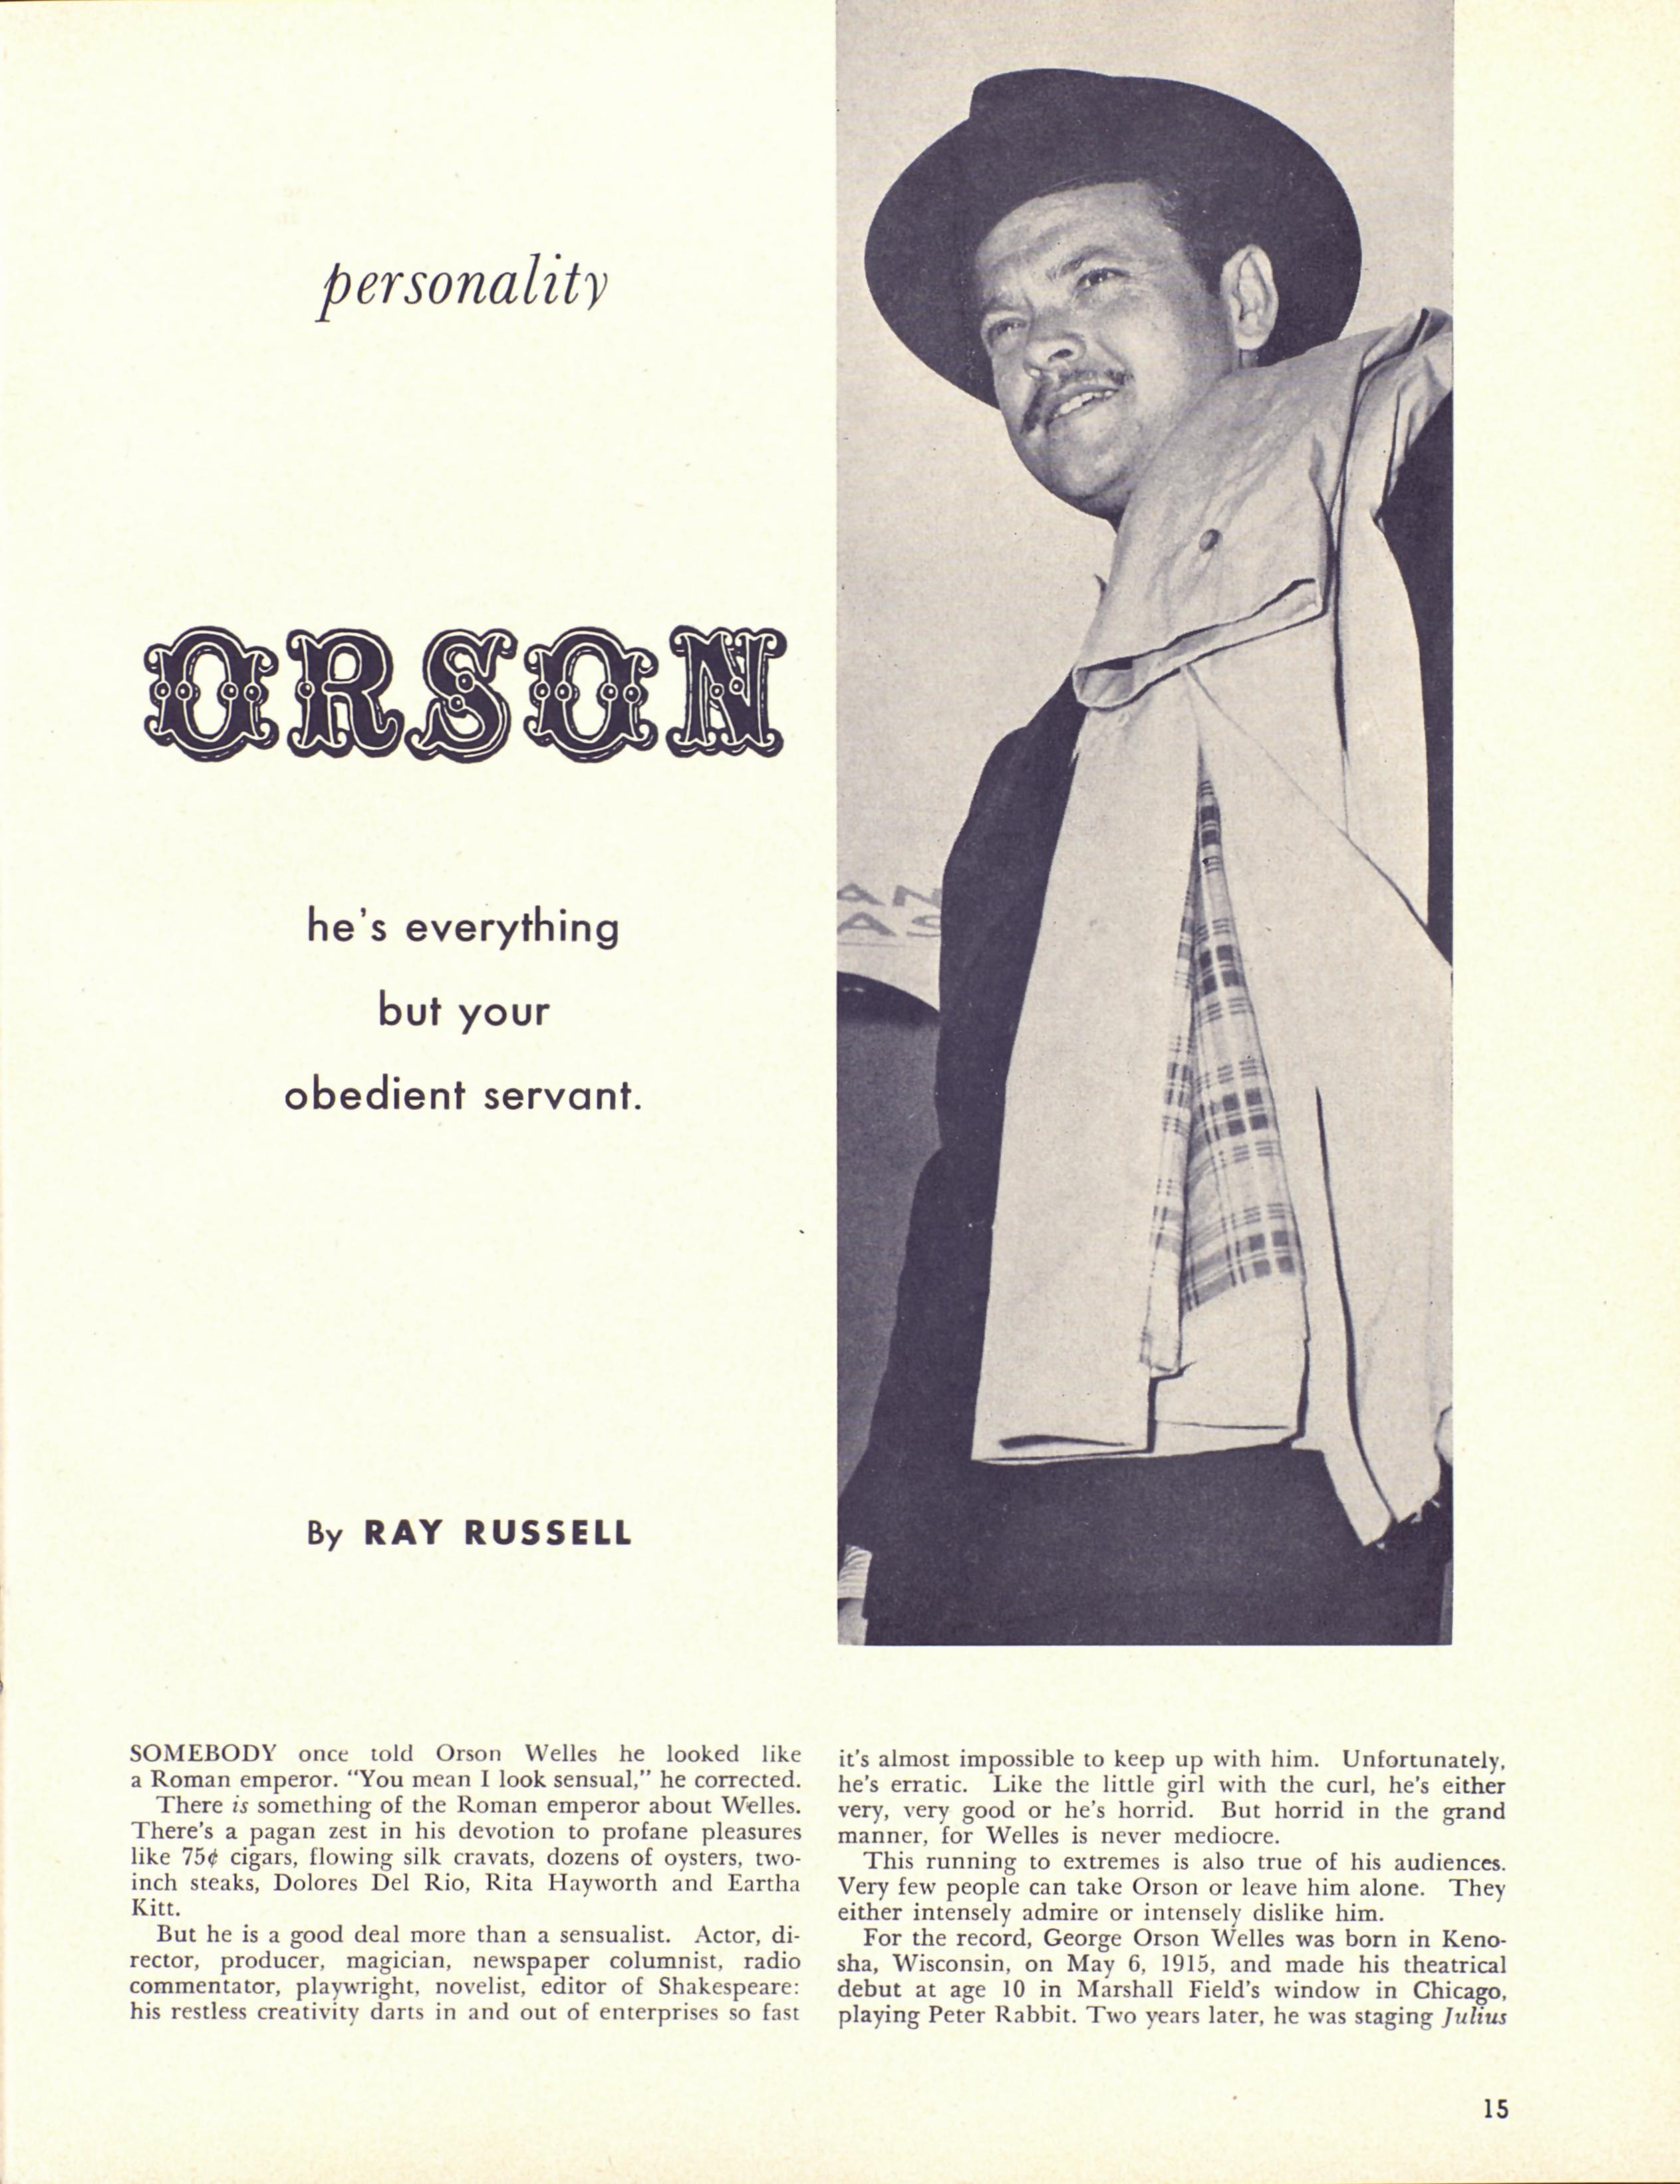 personality
ORSON
he's everything
but your
obedient servant.
By RAY RUSSELL
AN
AS
SOMEBODY once told Orson Welles he looked like
a Roman emperor. “You mean I look sensual,” he corrected.
There is something of the Roman emperor about Welles.
There's a pagan zest in his devotion to profane pleasures
like 75¢ cigars, flowing silk cravats, dozens of oysters, two-
inch steaks, Dolores Del Rio, Rita Hayworth and Eartha
Kitt.
But he is a good deal more than a sensualist. Actor, di-
rector, producer, magician, newspaper columnist, radio
commentator, playwright, novelist, editor of Shakespeare:
his restless creativity darts in and out of enterprises so fast
it's almost impossible to keep up with him. Unfortunately,
he's erratic. Like the little girl with the curl, he's either
very, very good or he's horrid. But horrid in the grand
manner, for Welles is never mediocre.
This running to extremes is also true of his audiences.
Very few people can take Orson or leave him alone. They
either intensely admire or intensely dislike him.
For the record, George Orson Welles was born in Keno-
sha, Wisconsin, on May 6, 1915, and made his theatrical
debut at age 10 in Marshall Field's window in Chicago,
playing Peter Rabbit. Two years later, he was staging Julius
15